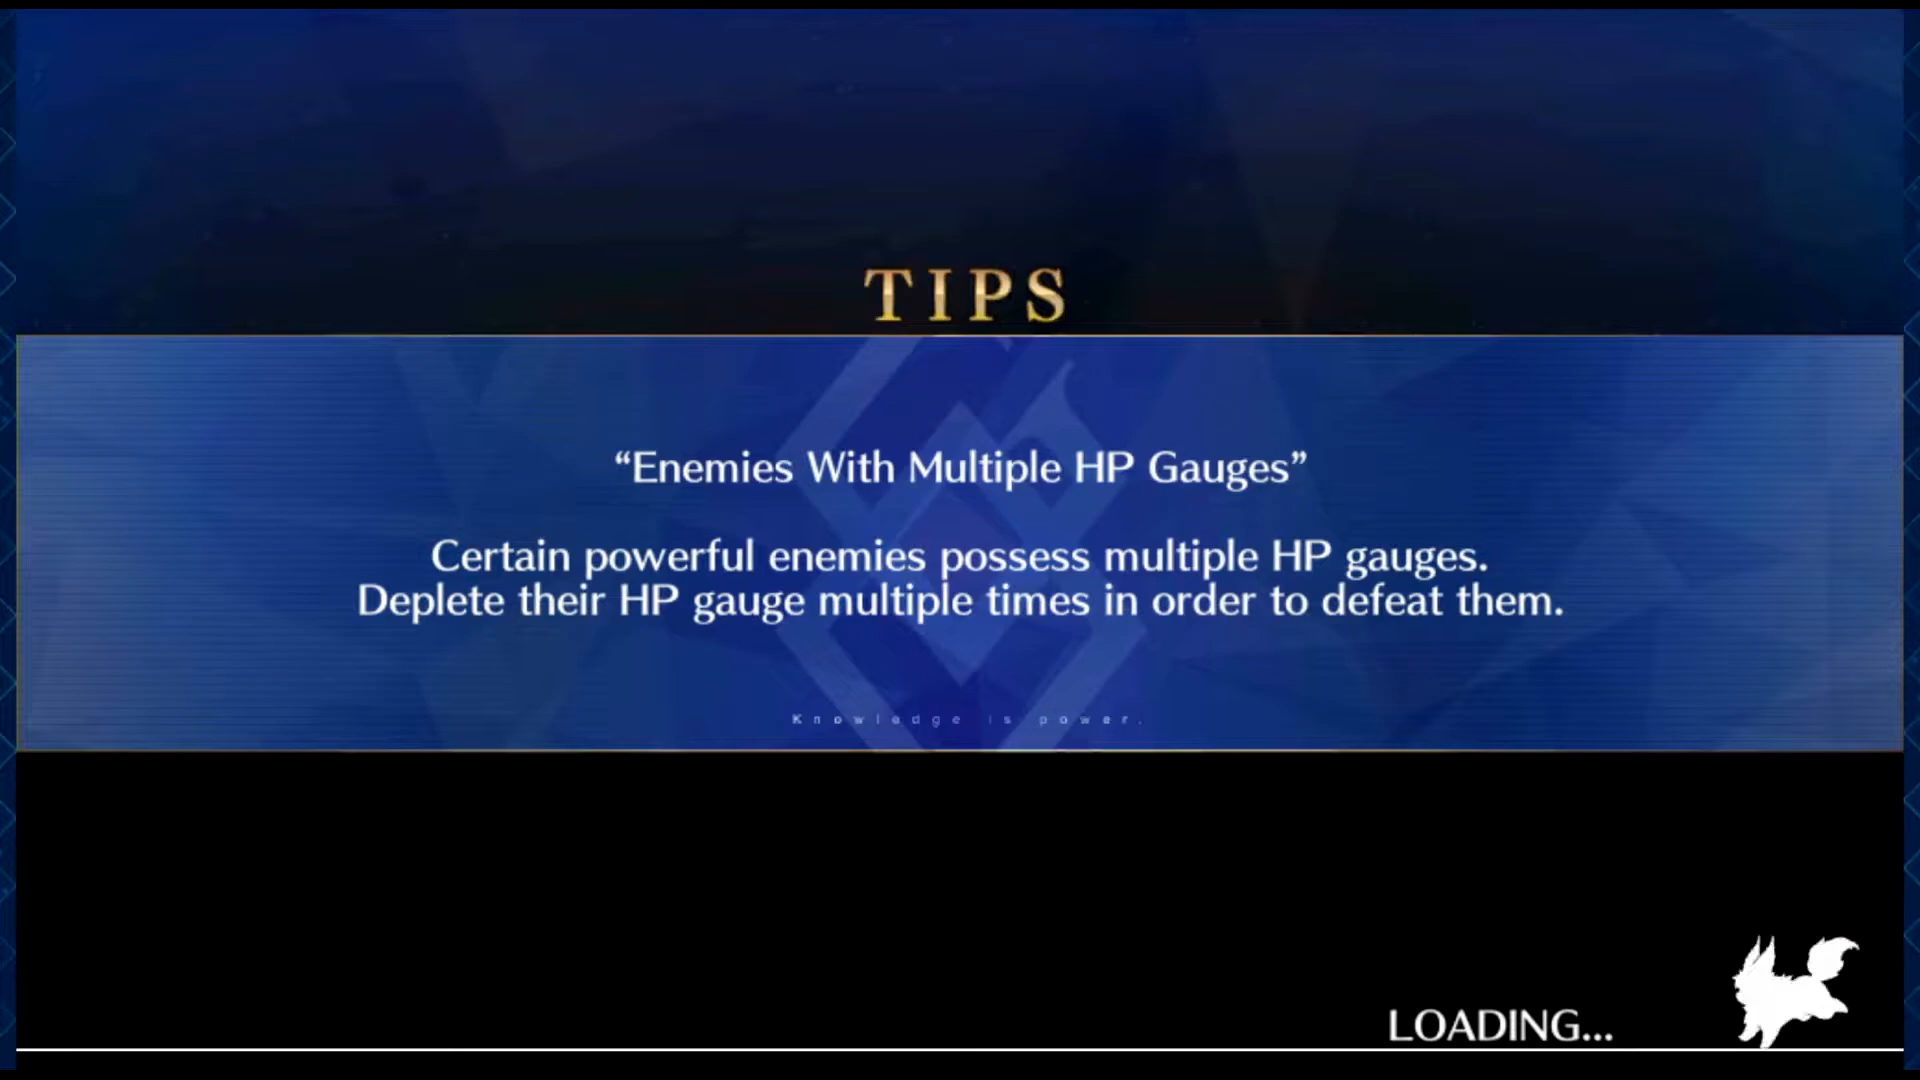 TIPS
“Enemies With Multiple HP Gauges”
Certain powerful enemies possess multiple HP gauges.
Deplete their HP gauge multiple times in order to defeat them.
Knowledge is power.
LOADING...